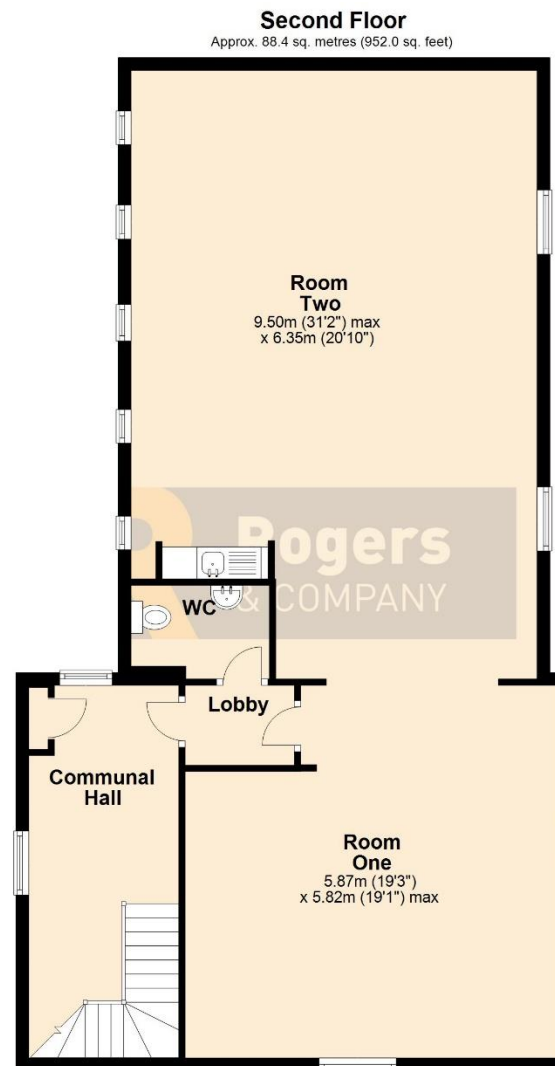 Second Floor
Approx. 88.4 sq. metres (952.0 sq. feet)
Room
Two
9.50m (31'2") max
x 6.35m (20'10")
Rogers
& COMPANY
WC
Lobby
Communal
Hall
Room
One
5.87m (19'3")
x 5.82m (19'1") max